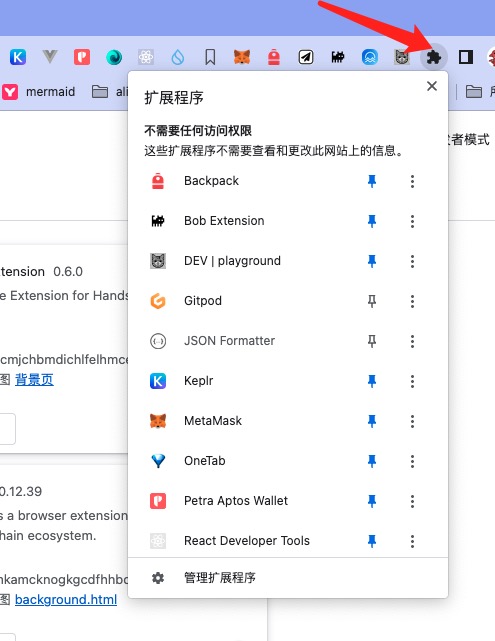 mermaid
ali
扩展程序
不需要任何访问权限
这些扩展程序不需要查看和更改此网站上的信息。
者模式
Backpack
Bob Extension
DEV | playground
tension 0.6.0
e Extension for Hands
Gitpod
JSON Formatter
cmjchbmdichlfelhmce
图 背景页
Keplr
MetaMask
OneTab
0.12.39
Petra Aptos Wallet
s a browser extension
hain ecosystem.
React Developer Tools
nkamcknogkgcdfhhbc
管理扩展程序
图 background.html